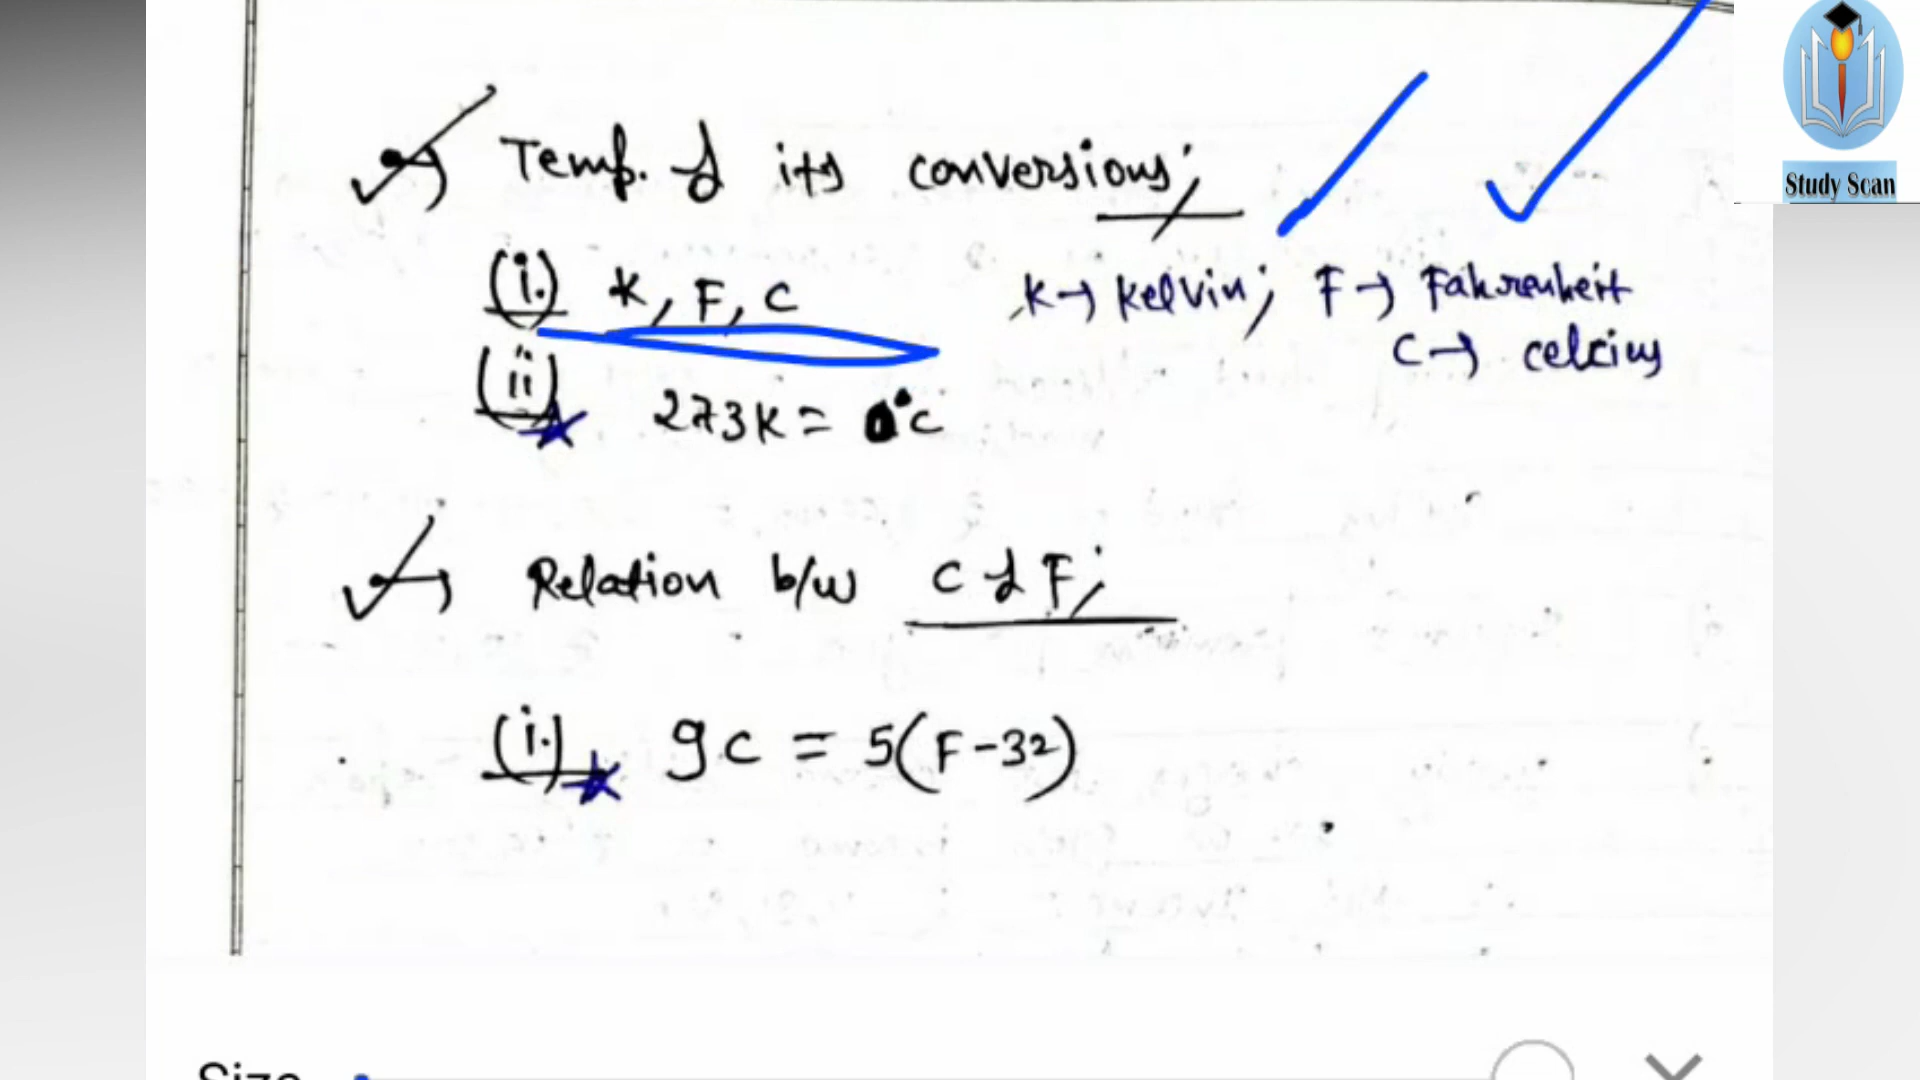 Study Scan
Temp. & its conversions;
(i.) K, F, C K→ Kelvin; F→ Fahrenheit
C→ celcius
(ii) 273K = 0°C
Relation b/w C & F;
(i.) 9C = 5(F-32)
Size